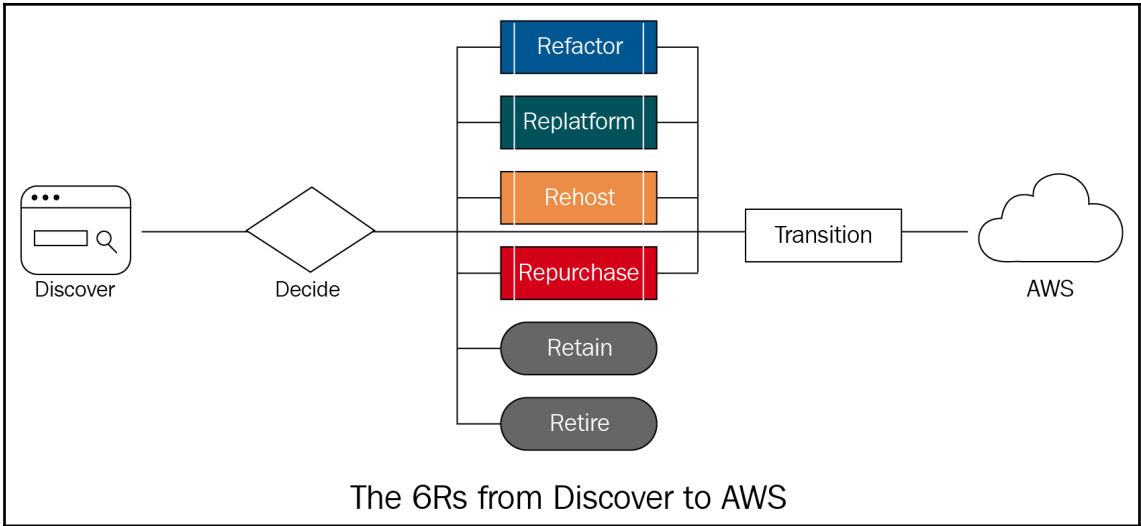 Refactor
Replatform
Rehost
Repurchase
Retain
Retire
Discover
Decide
Transition
AWS
The 6Rs from Discover to AWS